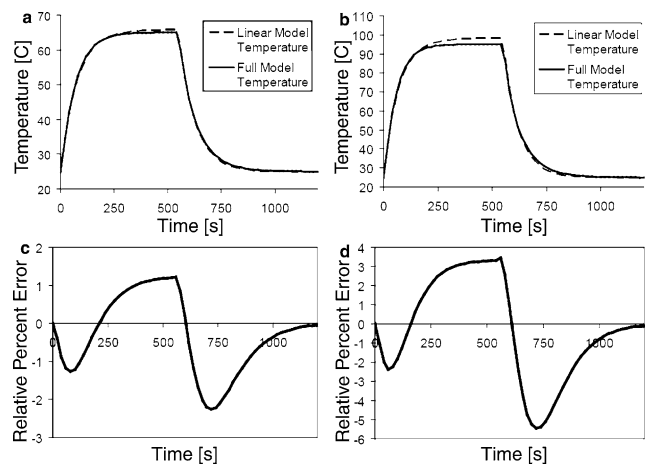 a
Temperature [C]
70
60
50
40
30
20
0
250
500
750
1000
Time [s]
Linear Model
Temperature
Full Model
Temperature
b
Temperature [C]
110
100
90
80
70
60
50
40
30
20
10
0
250
500
750
1000
Time [s]
Linear Model
Temperature
Full Model
Temperature
c
Relative Percent Error
2
1
0
-1
-2
-3
0
250
500
750
1000
Time [s]
d
Relative Percent Error
4
3
2
1
0
-1
-2
-3
-4
-5
-6
0
250
500
750
1000
Time [s]